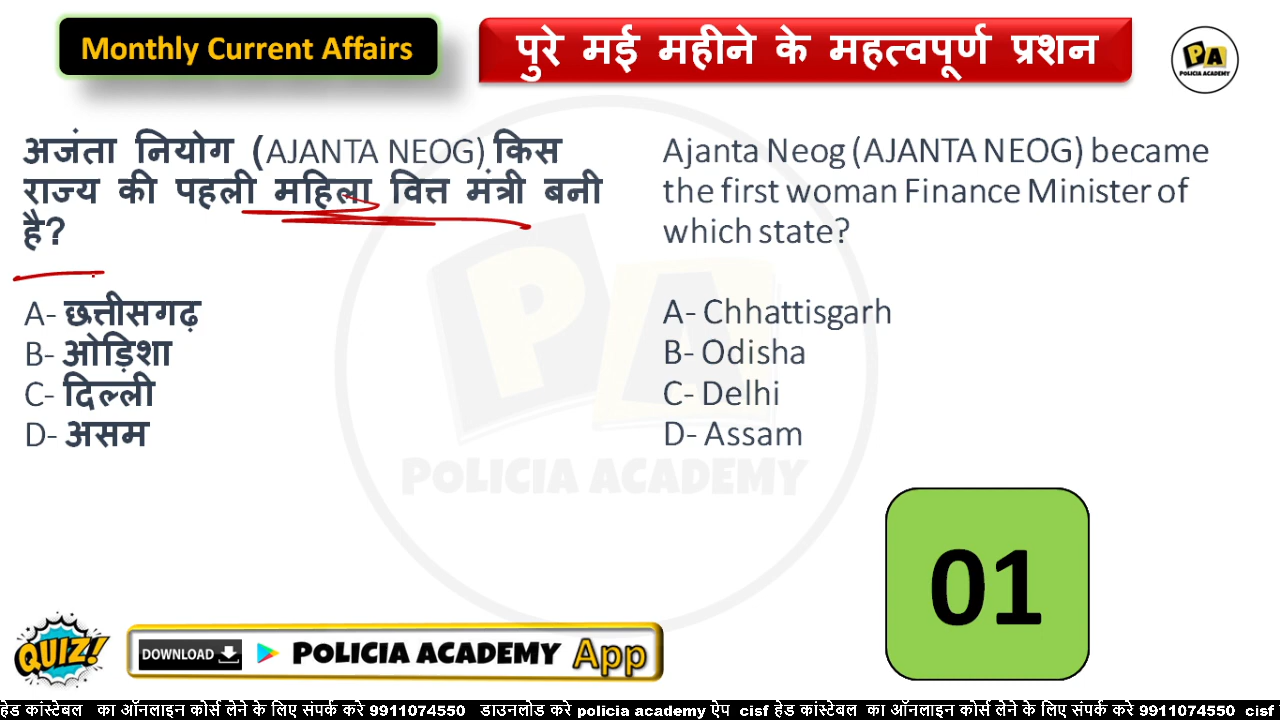 Monthly Current Affairs
पुरे मई महीने के महत्वपूर्ण प्रशन
PA
POLICIA ACADEMY
अजंता नियोग (AJANTA NEOG) किस
राज्य की पहली महिला वित्त मंत्री बनी
है?
A- छत्तीसगढ़
B- ओड़िशा
C- दिल्ली
D- असम
Ajanta Neog (AJANTA NEOG) became
the first woman Finance Minister of
which state?
A- Chhattisgarh
B- Odisha
C- Delhi
D- Assam
PA
POLICIA ACADEMY
01
QUIZ!
DOWNLOAD POLICIA ACADEMY App
हेड कांस्टेबल का ऑनलाइन कोर्स लेने के लिए संपर्क करे 9911074550 डाउनलोड करे policia academy ऐप cisf हेड कांस्टेबल का ऑनलाइन कोर्स लेने के लिए संपर्क करे 9911074550 cisf